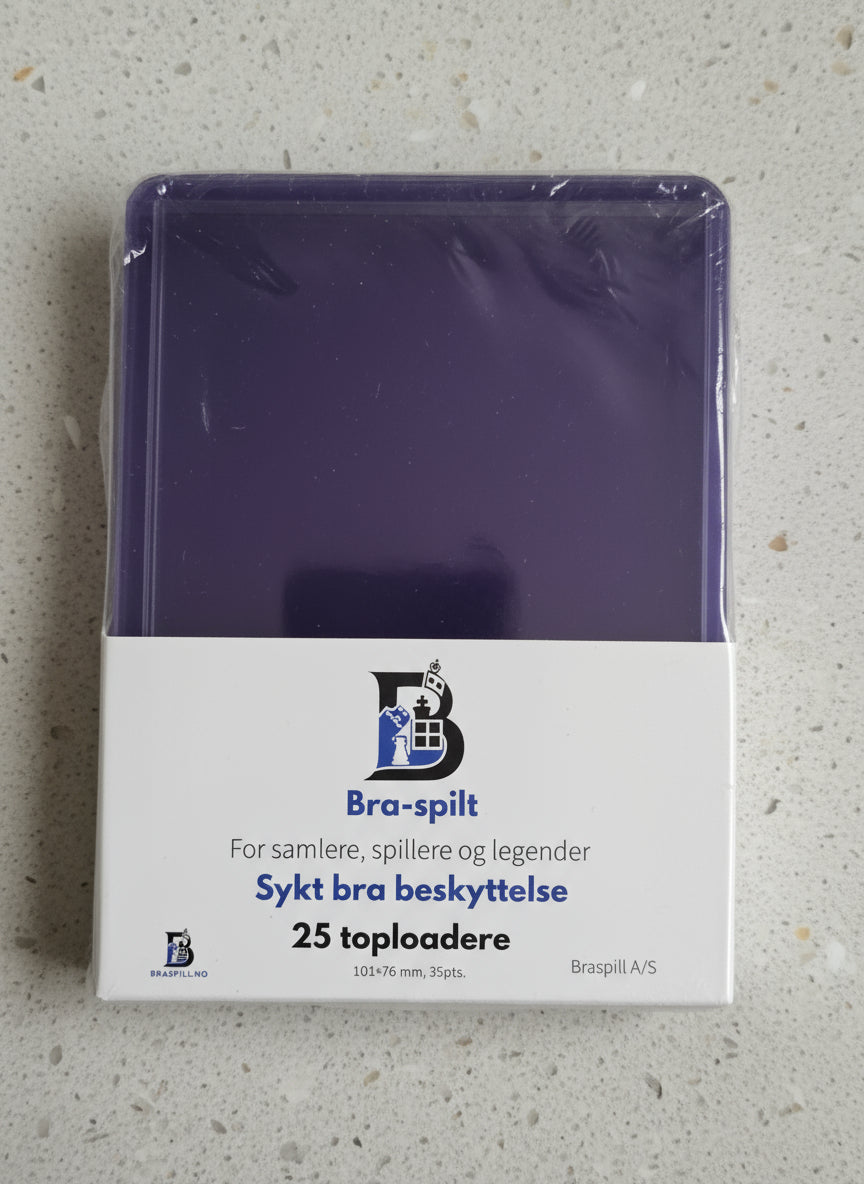 B
Bra-spilt
For samlere, spillere og legender
Sykt bra beskyttelse
25 toploadere
101*76 mm, 35pts.
B
BRASPILL.NO
Braspill A/S